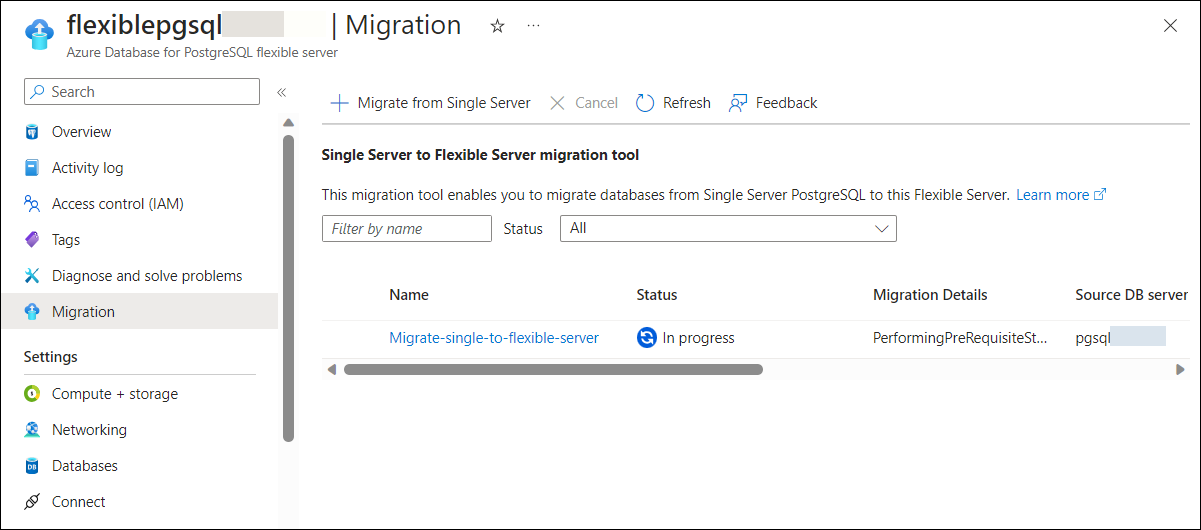 flexiblepgsql | Migration
Azure Database for PostgreSQL flexible server
Search
Overview
Activity log
Access control (IAM)
Tags
Diagnose and solve problems
Migration
Settings
Compute + storage
Networking
Databases
Connect
Migrate from Single Server Cancel Refresh Feedback
Single Server to Flexible Server migration tool
This migration tool enables you to migrate databases from Single Server PostgreSQL to this Flexible Server. Learn more
Filter by name Status All
Name Status Migration Details Source DB server
Migrate-single-to-flexible-server In progress PerformingPreRequisiteSt... pgsql